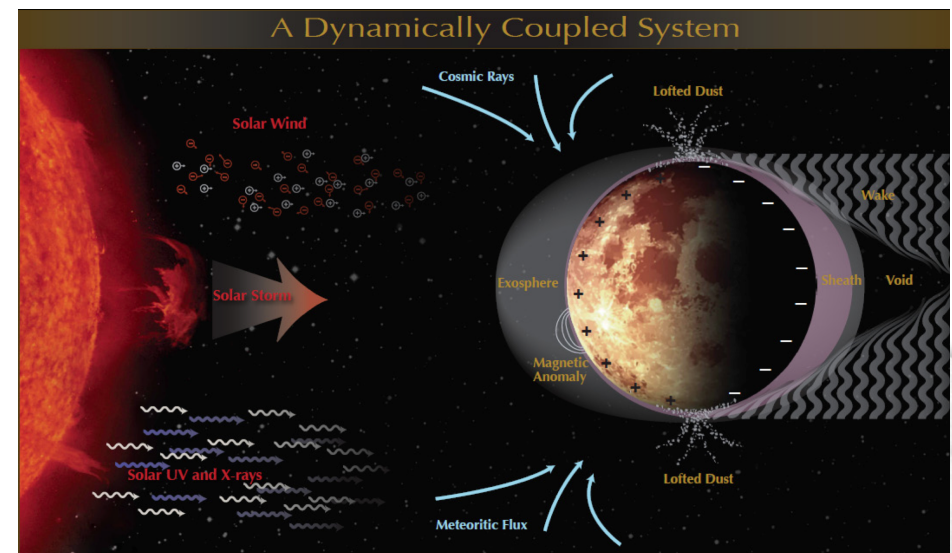 A Dynamically Coupled System
Cosmic Rays
Lofted Dust
Solar Wind
Wake
Exosphere
Sheath
Void
Solar Storm
Magnetic
Anomaly
Solar UV and X-rays
Lofted Dust
Meteoritic Flux